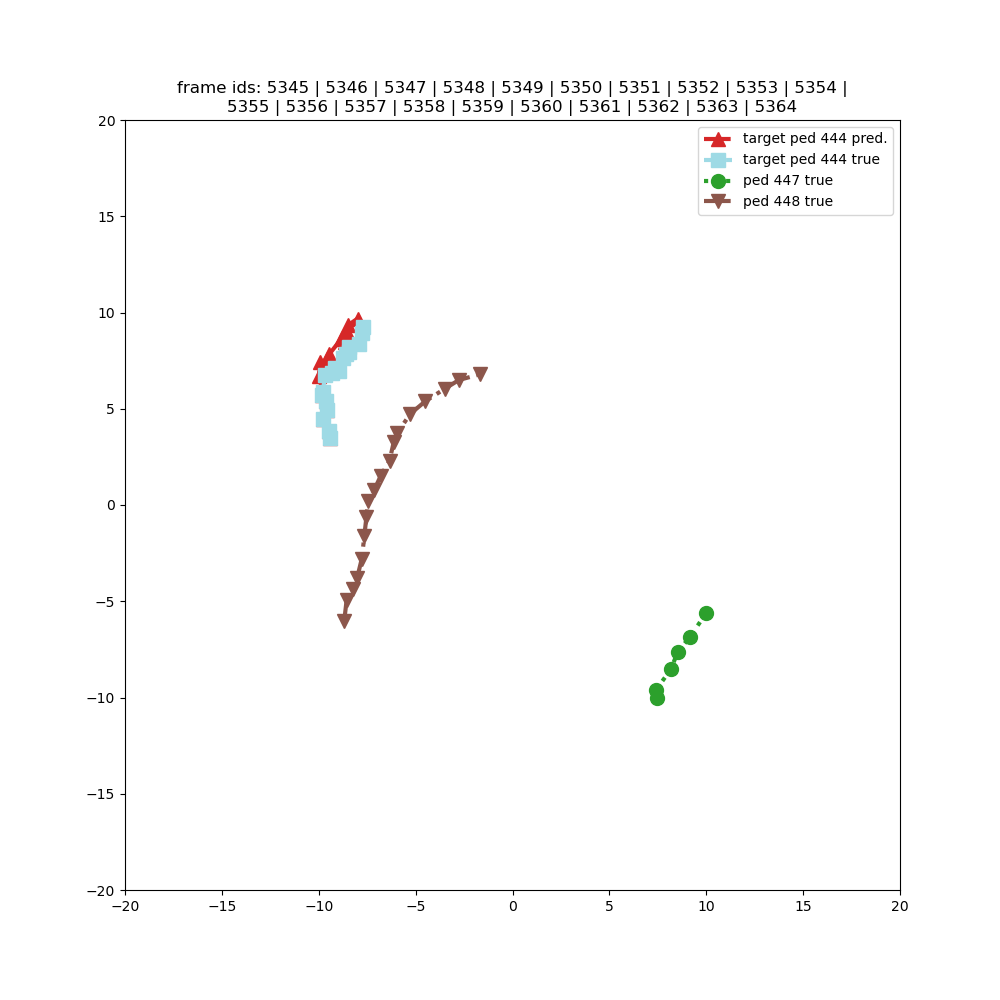 frame ids: 5345 | 5346 | 5347 | 5348 | 5349 | 5350 | 5351 | 5352 | 5353 | 5354 |
5355 | 5356 | 5357 | 5358 | 5359 | 5360 | 5361 | 5362 | 5363 | 5364
target ped 444 pred.
target ped 444 true
ped 447 true
ped 448 true
20
15
10
5
0
−5
−10
−15
−20
−20 −15 −10 −5 0 5 10 15 20